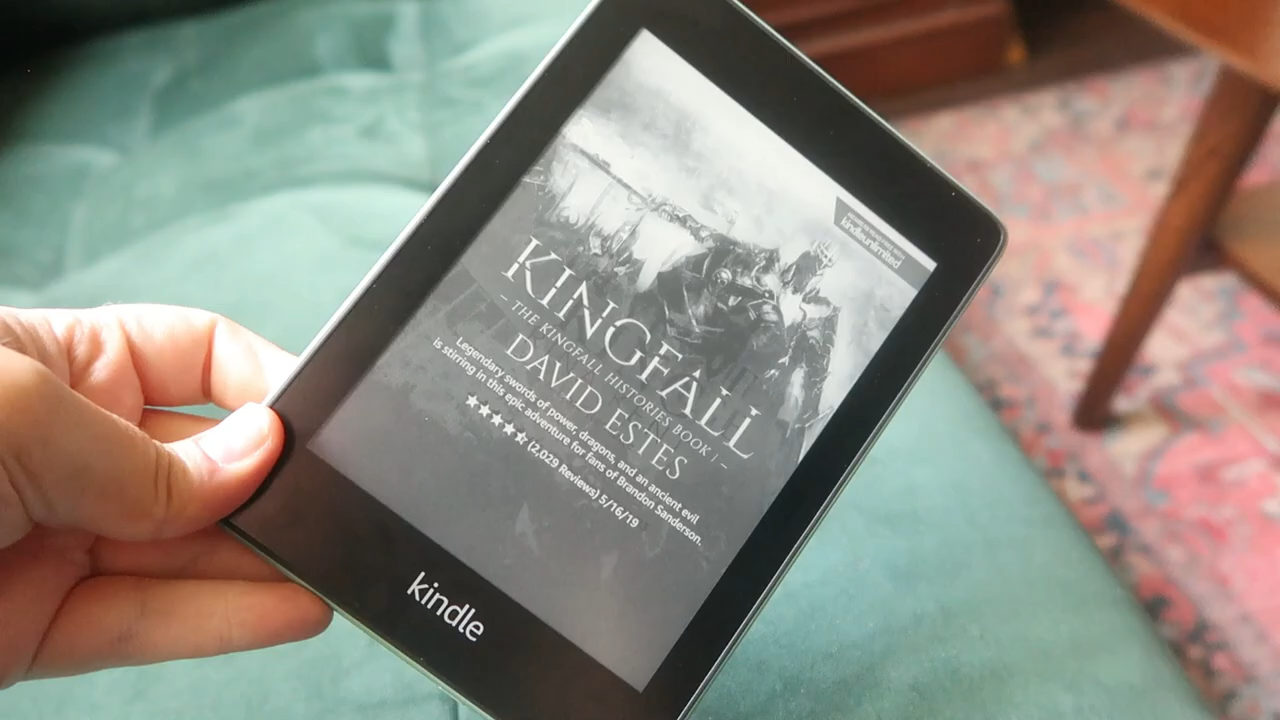 kindleunlimited
KINGFALL
– THE KINGFALL HISTORIES BOOK 1 –
DAVID ESTES
Legendary swords of power, dragons, and an ancient evil
is stirring in this epic adventure for fans of Brandon Sanderson.
★★★★★ (2,029 Reviews) 5/16/19
kindle